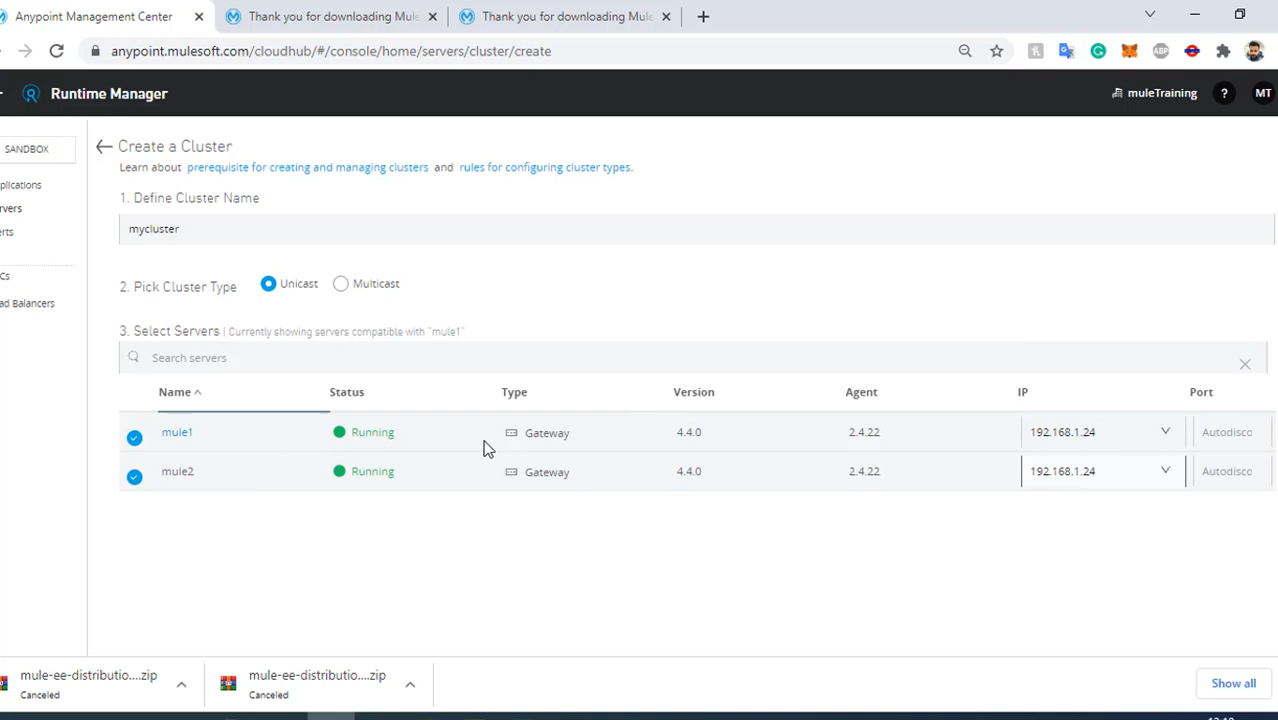 Anypoint Management Center
Thank you for downloading Mule
Thank you for downloading Mule
anypoint.mulesoft.com/cloudhub/#/console/home/servers/cluster/create
ABP
Runtime Manager
muleTraining
?
MT
SANDBOX
plications
rvers
erts
Cs
ad Balancers
Create a Cluster
Learn about prerequisite for creating and managing clusters and rules for configuring cluster types.
1. Define Cluster Name
mycluster
2. Pick Cluster Type
Unicast
Multicast
3. Select Servers | Currently showing servers compatible with "mule1"
Search servers
Name Status Type Version Agent IP Port
mule1 Running Gateway 4.4.0 2.4.22 192.168.1.24 Autodisco
mule2 Running Gateway 4.4.0 2.4.22 192.168.1.24 Autodisco
mule-ee-distributio....zip
Canceled
mule-ee-distributio....zip
Canceled
Show all